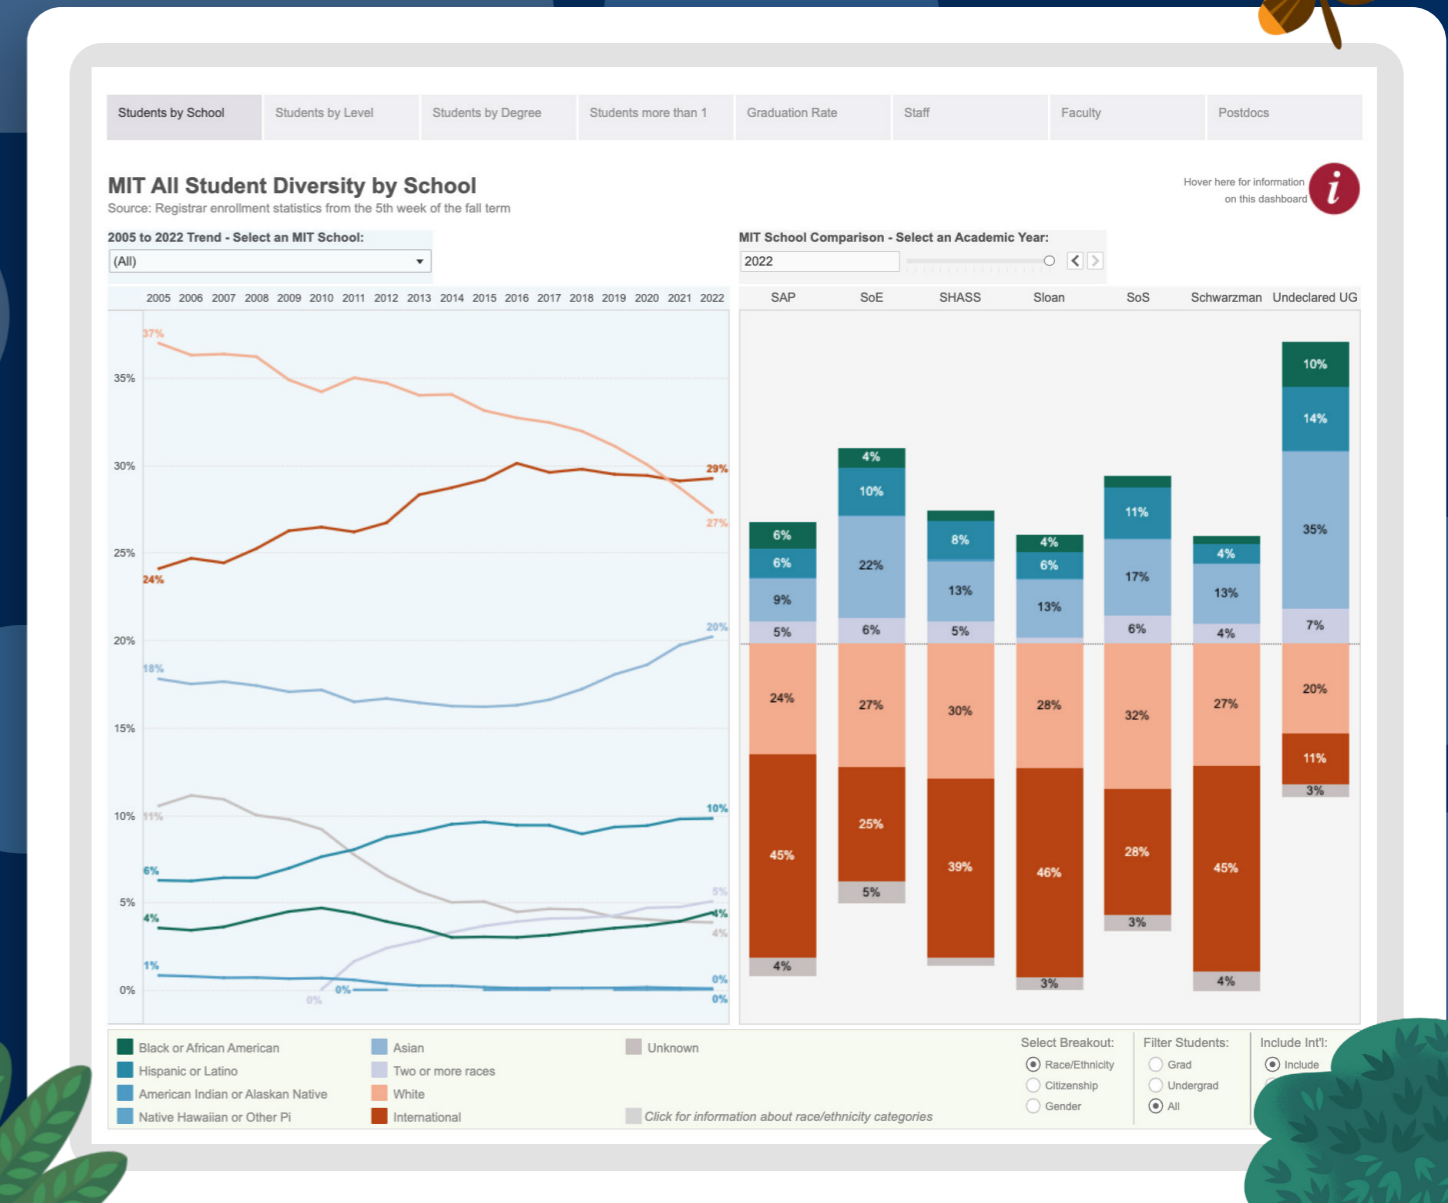 Students by School
Students by Level
Students by Degree
Students more than 1
Graduation Rate
Staff
Faculty
Postdocs
MIT All Student Diversity by School
Source: Registrar enrollment statistics from the 5th week of the fall term
Hover here for information
on this dashboard
i
2005 to 2022 Trend - Select an MIT School:
(All)
MIT School Comparison - Select an Academic Year:
2022
2005 2006 2007 2008 2009 2010 2011 2012 2013 2014 2015 2016 2017 2018 2019 2020 2021 2022
SAP SoE SHASS Sloan SoS Schwarzman Undeclared UG
35%
30%
25%
20%
15%
10%
5%
0%
37%
24%
18%
11%
6%
4%
1%
0%
0%
29%
27%
20%
10%
5%
4%
4%
0%
0%
6%
6%
9%
5%
24%
45%
4%
4%
10%
22%
6%
27%
25%
5%
8%
13%
5%
30%
39%
4%
6%
13%
28%
46%
3%
11%
17%
6%
32%
28%
3%
4%
13%
4%
27%
45%
4%
10%
14%
35%
7%
20%
11%
3%
Black or African American
Hispanic or Latino
American Indian or Alaskan Native
Native Hawaiian or Other Pi
Asian
Two or more races
White
International
Unknown
Click for information about race/ethnicity categories
Select Breakout:
Race/Ethnicity
Citizenship
Gender
Filter Students:
Grad
Undergrad
All
Include Int'l:
Include